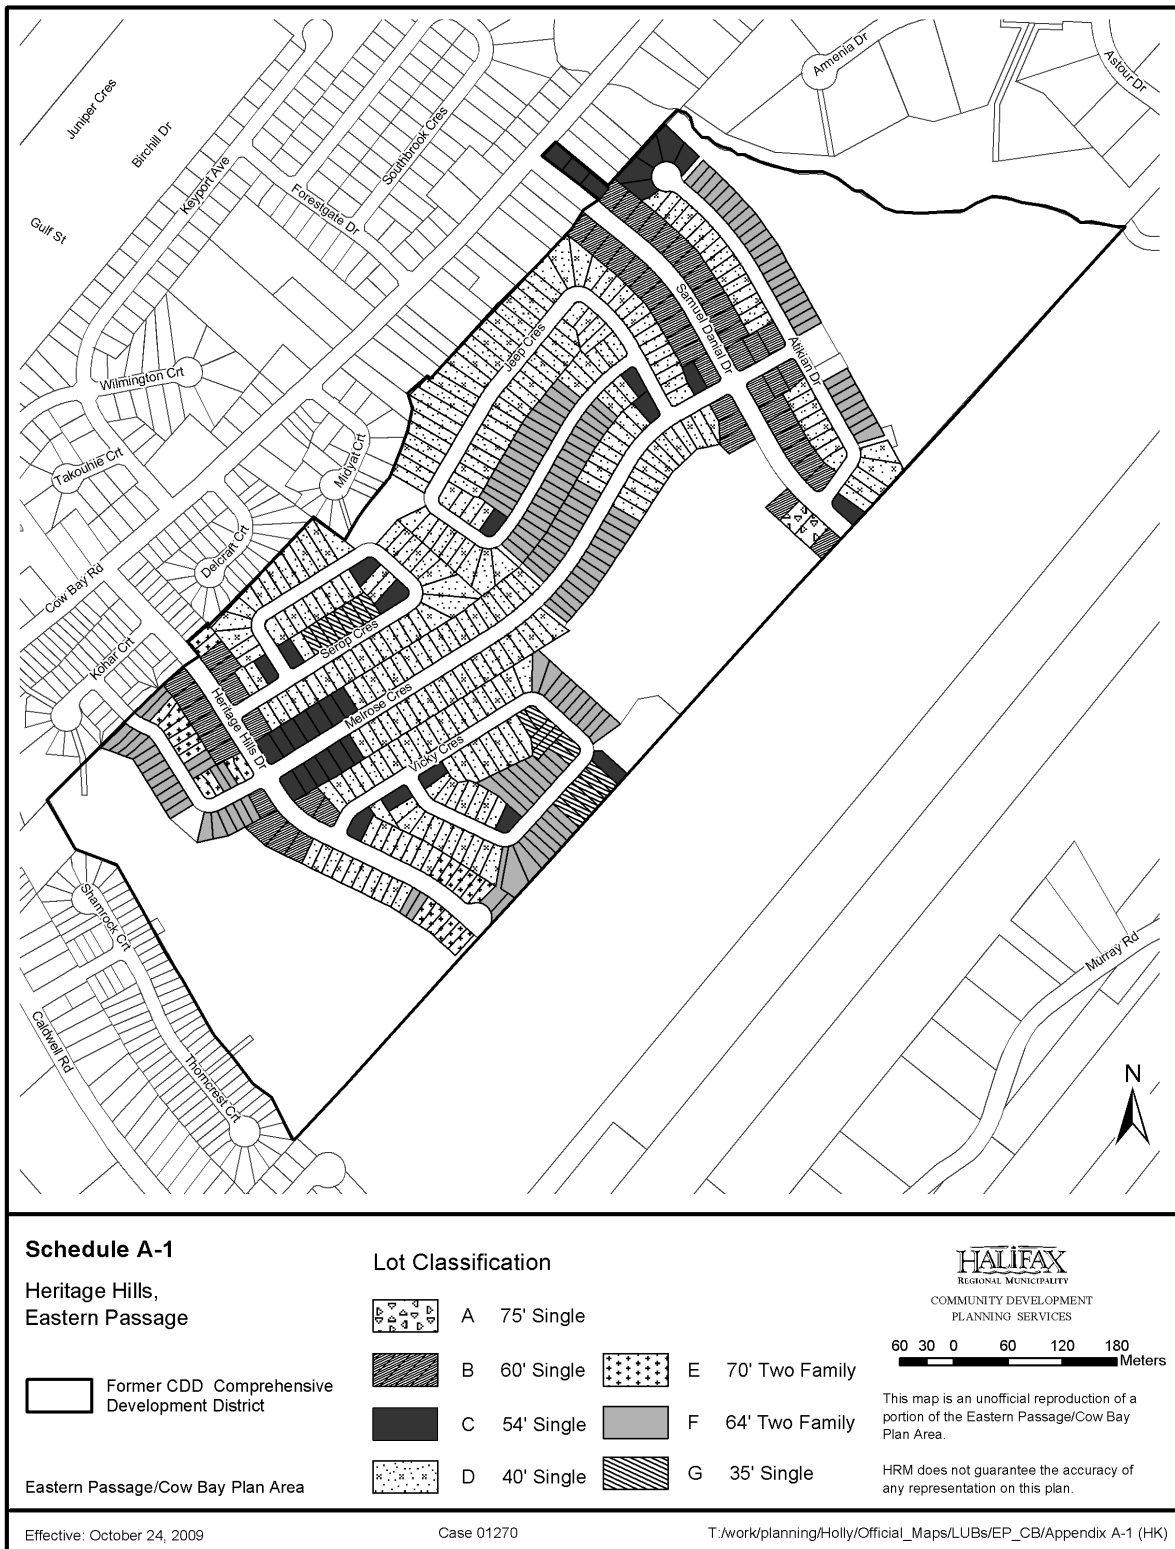 Armenia Dr
Astour Dr
Juniper Cres
Birchill Dr
Southbrook Cres
Keyport Ave
Forestgate Dr
Gulf St
Samuel Danial Dr
Jeep Cres
Atikian Dr
Wilmington Crt
Midyat Crt
Takouhie Crt
Delcraft Crt
Cow Bay Rd
Serop Cres
Kohar Crt
Heritage Hills Dr
Melrose Cres
Vicky Cres
Shamrock Crt
Murray Rd
Caldwell Rd
Thorncrest Crt
N
Schedule A-1
Heritage Hills,
Eastern Passage
Former CDD Comprehensive
Development District
Eastern Passage/Cow Bay Plan Area
Lot Classification
A 75' Single
B 60' Single
C 54' Single
D 40' Single
E 70' Two Family
F 64' Two Family
G 35' Single
HALIFAX
REGIONAL MUNICIPALITY
COMMUNITY DEVELOPMENT
PLANNING SERVICES
60 30 0 60 120 180
Meters
This map is an unofficial reproduction of a
portion of the Eastern Passage/Cow Bay
Plan Area.
HRM does not guarantee the accuracy of
any representation on this plan.
Effective: October 24, 2009
Case 01270
T:/work/planning/Holly/Official_Maps/LUBs/EP_CB/Appendix A-1 (HK)